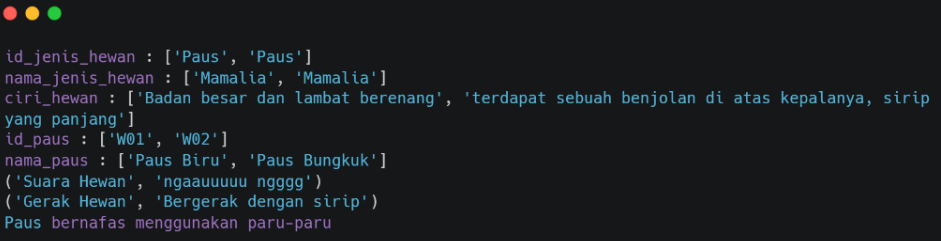 id_jenis_hewan : ['Paus', 'Paus']
nama_jenis_hewan : ['Mamalia', 'Mamalia']
ciri_hewan : ['Badan besar dan lambat berenang', 'terdapat sebuah benjolan di atas kepalanya, sirip
yang panjang']
id_paus : ['W01', 'W02']
nama_paus : ['Paus Biru', 'Paus Bungkuk']
('Suara Hewan', 'ngaauuuuu ngggg')
('Gerak Hewan', 'Bergerak dengan sirip')
Paus bernafas menggunakan paru-paru